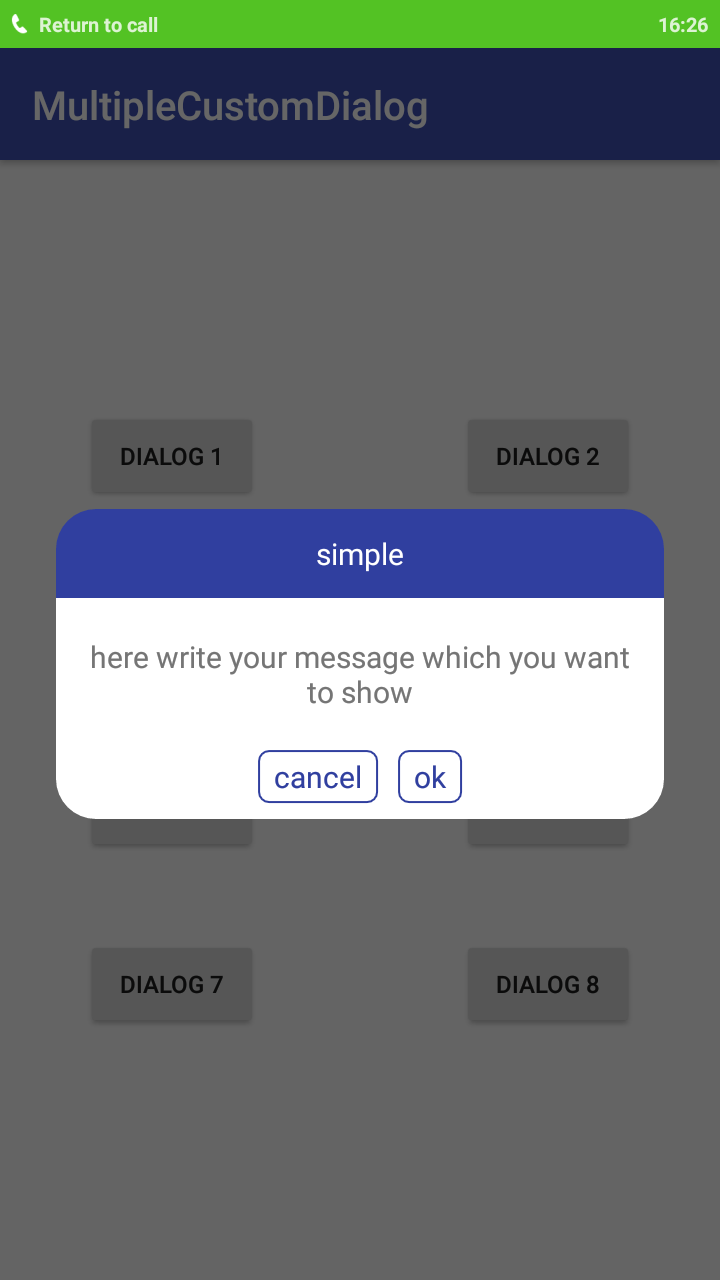 Return to call 16:26
MultipleCustomDialog
DIALOG 1 DIALOG 2
simple
here write your message which you want
to show
cancel ok
DIALOG 7 DIALOG 8